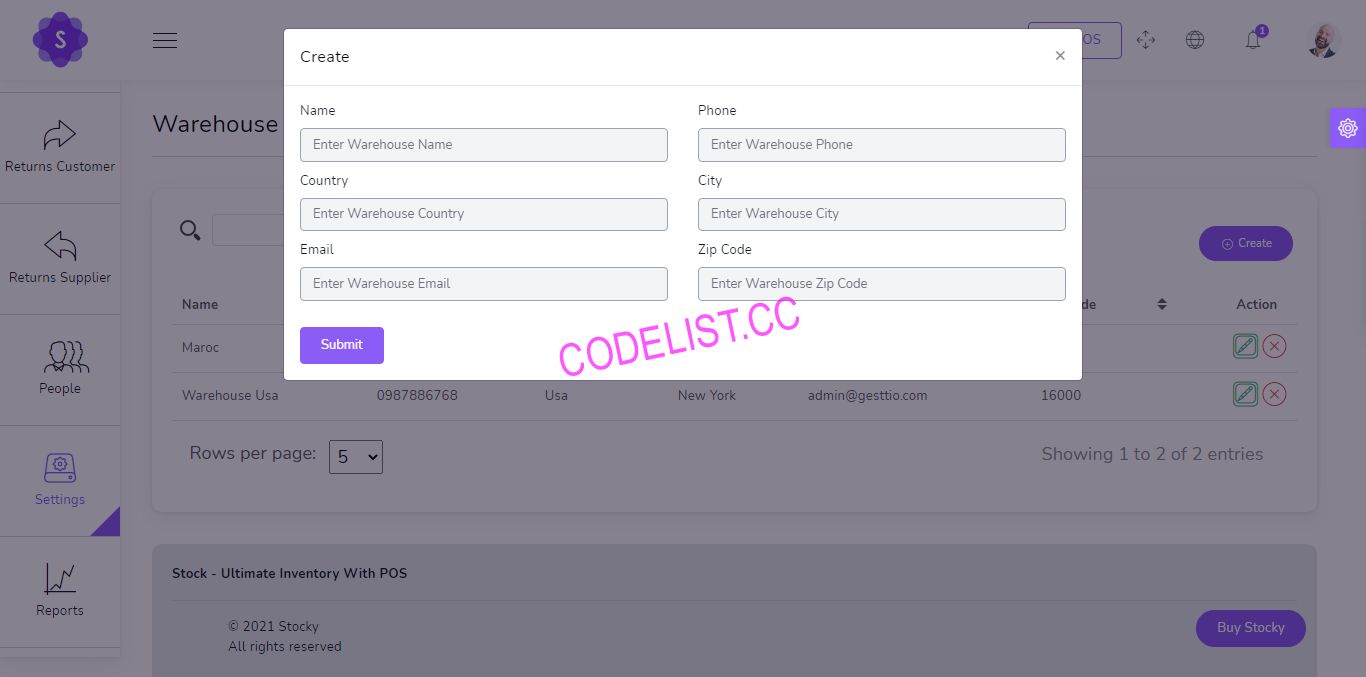 S
OS
1
Create
×
Name
Phone
Enter Warehouse Name
Enter Warehouse Phone
Country
City
Enter Warehouse Country
Enter Warehouse City
Email
Zip Code
Enter Warehouse Email
Enter Warehouse Zip Code
Submit
CODELIST.CC
Returns Customer
Returns Supplier
People
Settings
Reports
Warehouse
Create
Name
de
Action
Maroc
Warehouse Usa
0987886768
Usa
New York
admin@gesttio.com
16000
Rows per page:
5
Showing 1 to 2 of 2 entries
Stock - Ultimate Inventory With POS
© 2021 Stocky
All rights reserved
Buy Stocky